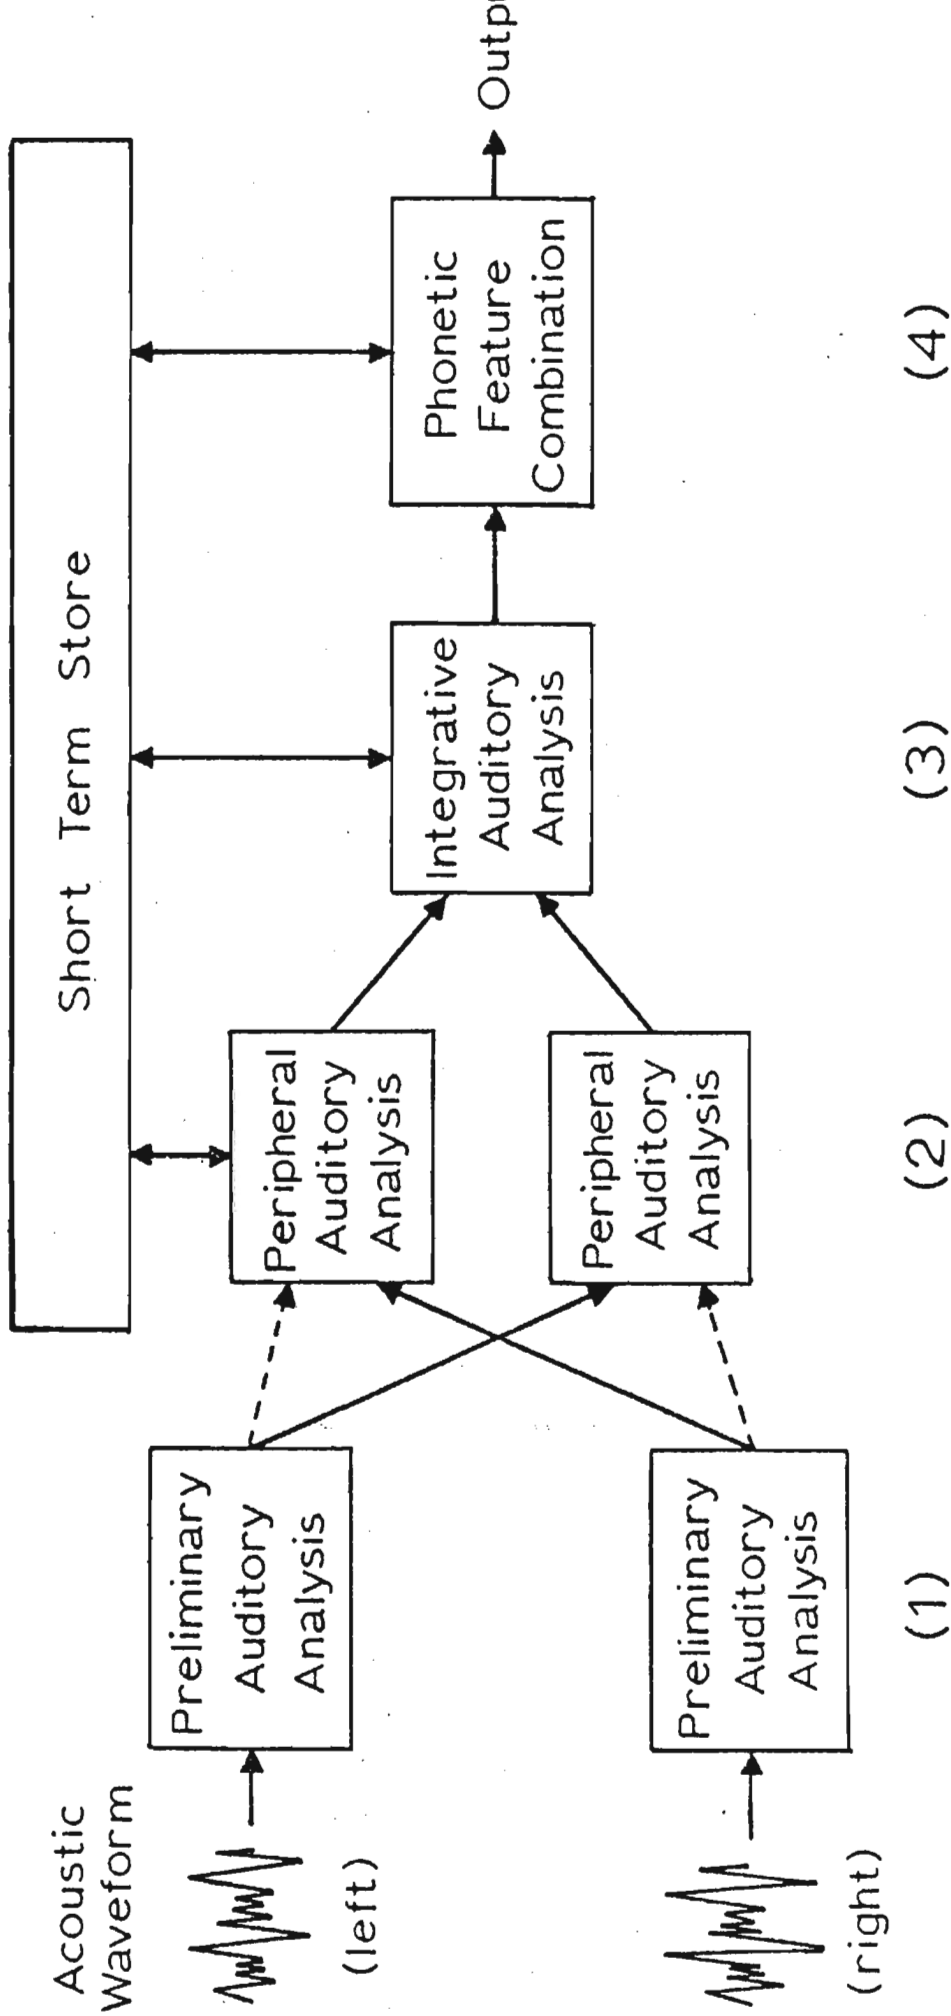 Short Term Store
Acoustic
Waveform
(left)
(right)
Preliminary
Auditory
Analysis
Preliminary
Auditory
Analysis
Peripheral
Auditory
Analysis
Peripheral
Auditory
Analysis
Integrative
Auditory
Analysis
Phonetic
Feature
Combination
Outp
(1)
(2)
(3)
(4)